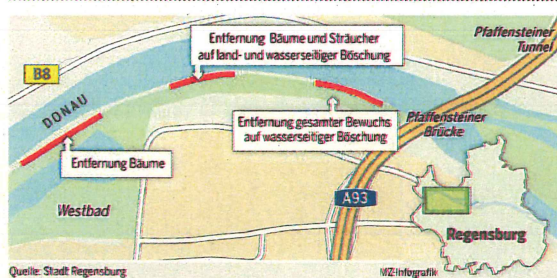 Entfernung Bäume und Sträucher
auf land- und wasserseitiger Böschung
Pfaffensteiner
Tunnel
B8
DONAU
Pfaffensteiner
Brücke
Entfernung gesamter Bewuchs
auf wasserseitiger Böschung
Entfernung Bäume
Westbad
A93
Regensburg
Quelle: Stadt Regensburg
MZ-Infografik